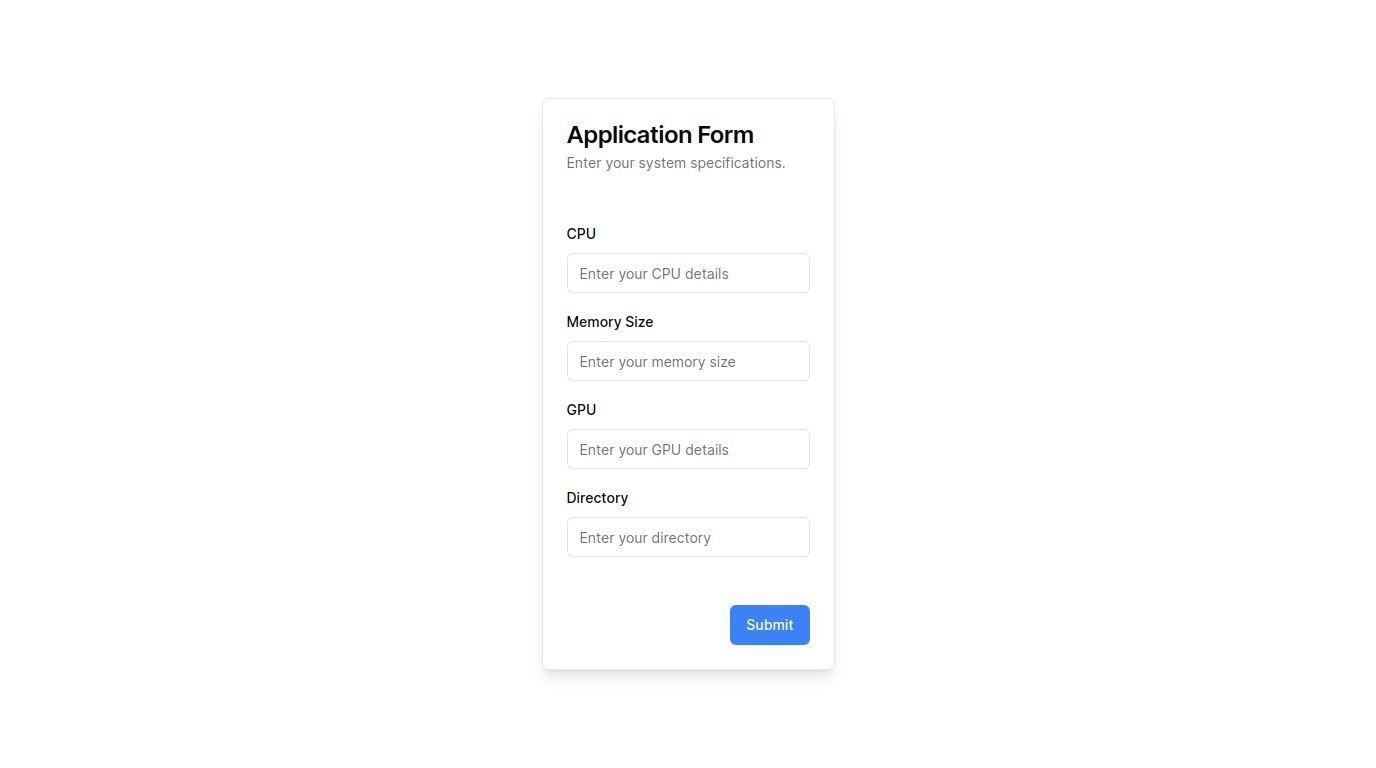 Application Form
Enter your system specifications.
CPU
Enter your CPU details
Memory Size
Enter your memory size
GPU
Enter your GPU details
Directory
Enter your directory
Submit